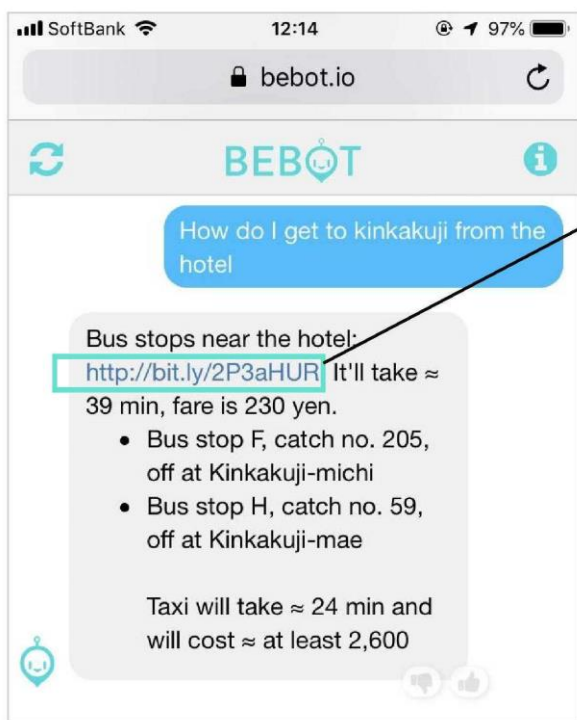 SoftBank 12:14 97%
bebot.io
BEBOT
How do I get to kinkakuji from the
hotel
Bus stops near the hotel:
http://bit.ly/2P3aHUR It'll take ≈
39 min, fare is 230 yen.
• Bus stop F, catch no. 205,
off at Kinkakuji-michi
• Bus stop H, catch no. 59,
off at Kinkakuji-mae
Taxi will take ≈ 24 min and
will cost ≈ at least 2,600